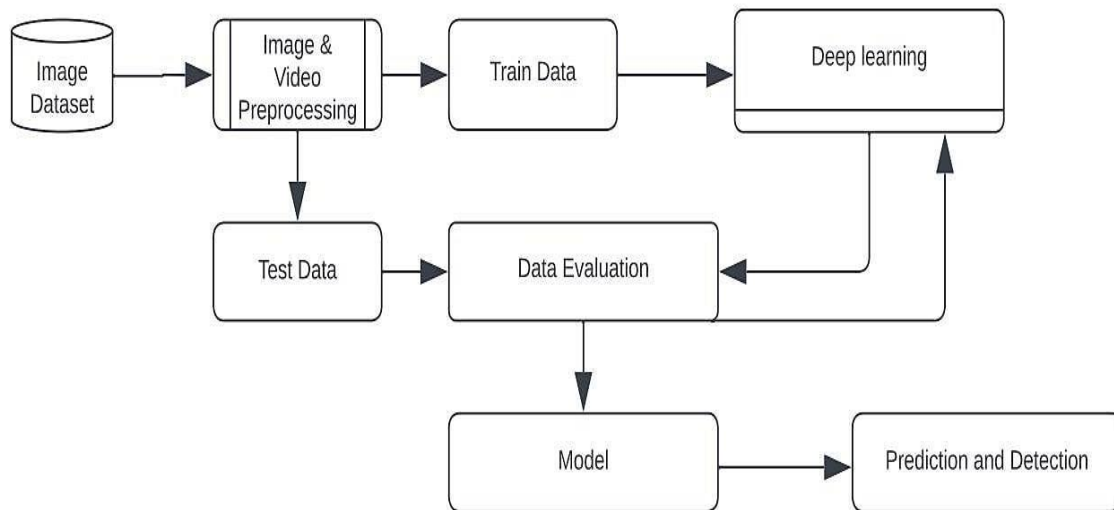 Image
Dataset
Image &
Video
Preprocessing
Train Data
Deep learning
Test Data
Data Evaluation
Model
Prediction and Detection